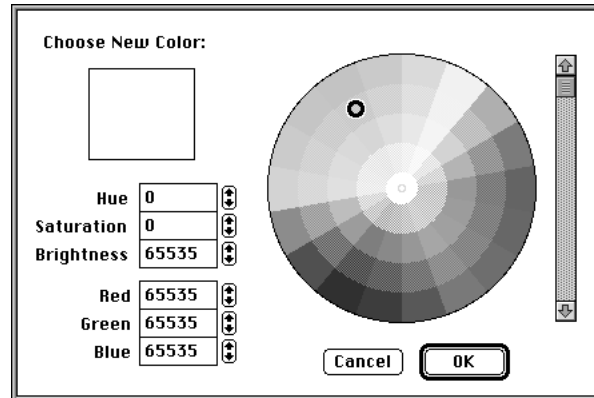 Choose New Color:
Hue 0
Saturation 0
Brightness 65535
Red 65535
Green 65535
Blue 65535
Cancel OK